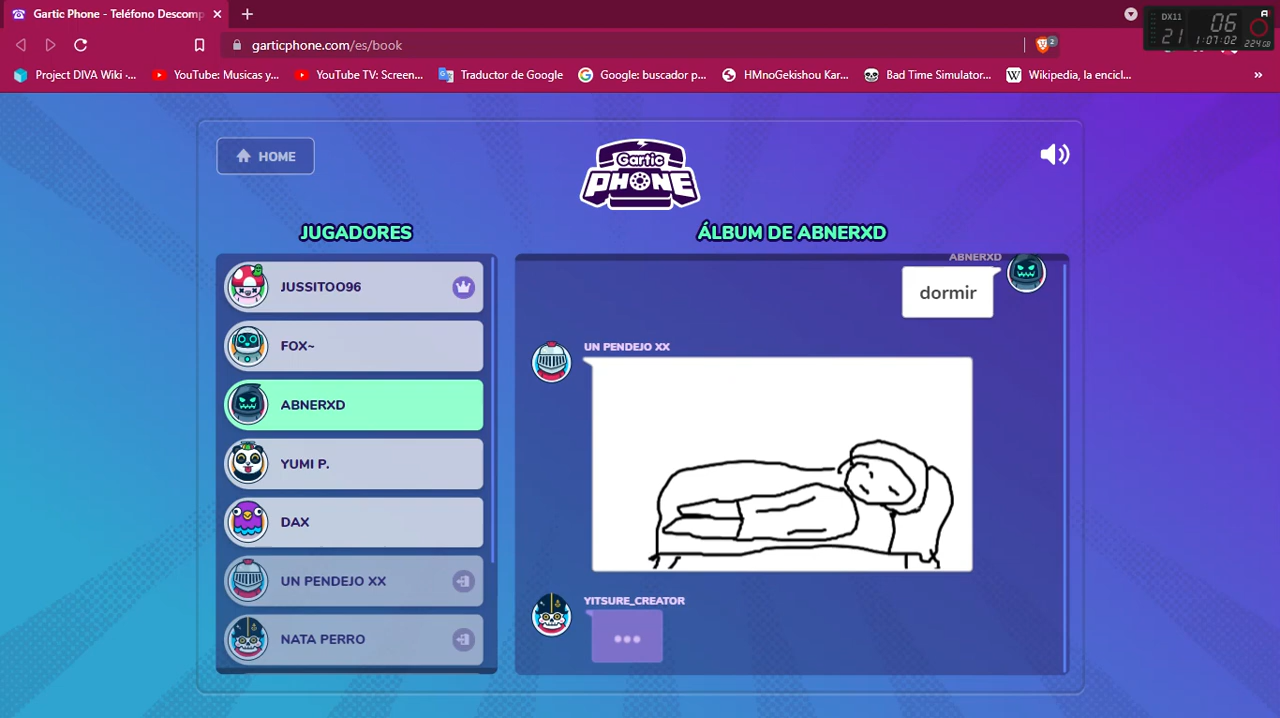 Gartic Phone - Teléfono Descomp
garticphone.com/es/book
2
DX11
21
06
1:07:02
224GB
Project DIVA Wiki -...
YouTube: Musicas y...
YouTube TV: Screen...
Traductor de Google
Google: buscador p...
HMnoGekishou Kar...
Bad Time Simulator...
Wikipedia, la encicl...
»
HOME
Gartic
PHONE
JUGADORES
ÁLBUM DE ABNERXD
JUSSITOO96
FOX~
ABNERXD
YUMI P.
DAX
UN PENDEJO XX
NATA PERRO
ABNERXD
dormir
UN PENDEJO XX
YITSURE_CREATOR
•••